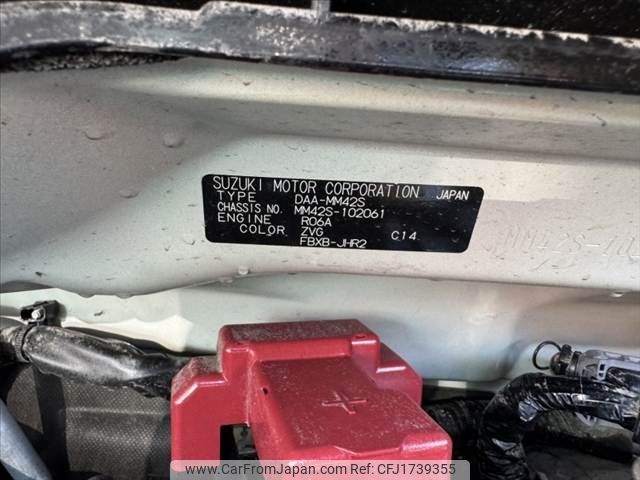 SUZUKI MOTOR CORPORATION JAPAN
TYPE DAA-MM42S
CHASSIS NO. MM42S-102061
ENGINE R06A
COLOR ZVG C14
FBXB-JHR2
+
© CarFromJapan.com - Ref No: CFJ1739355